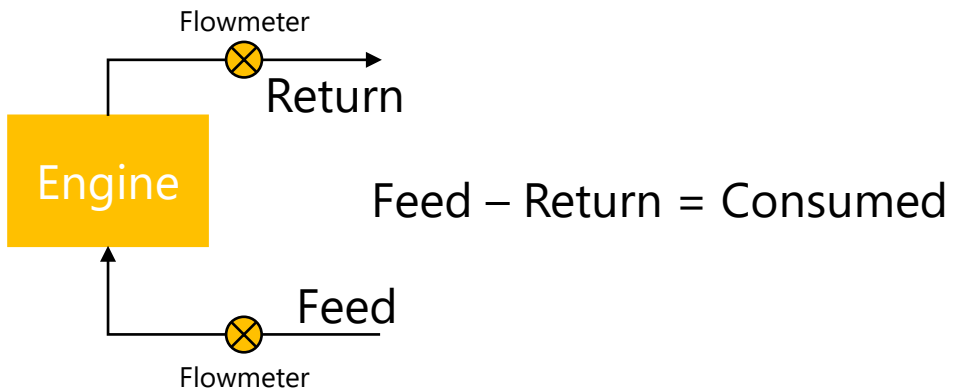 Flowmeter
Return
Engine
Feed – Return = Consumed
Feed
Flowmeter